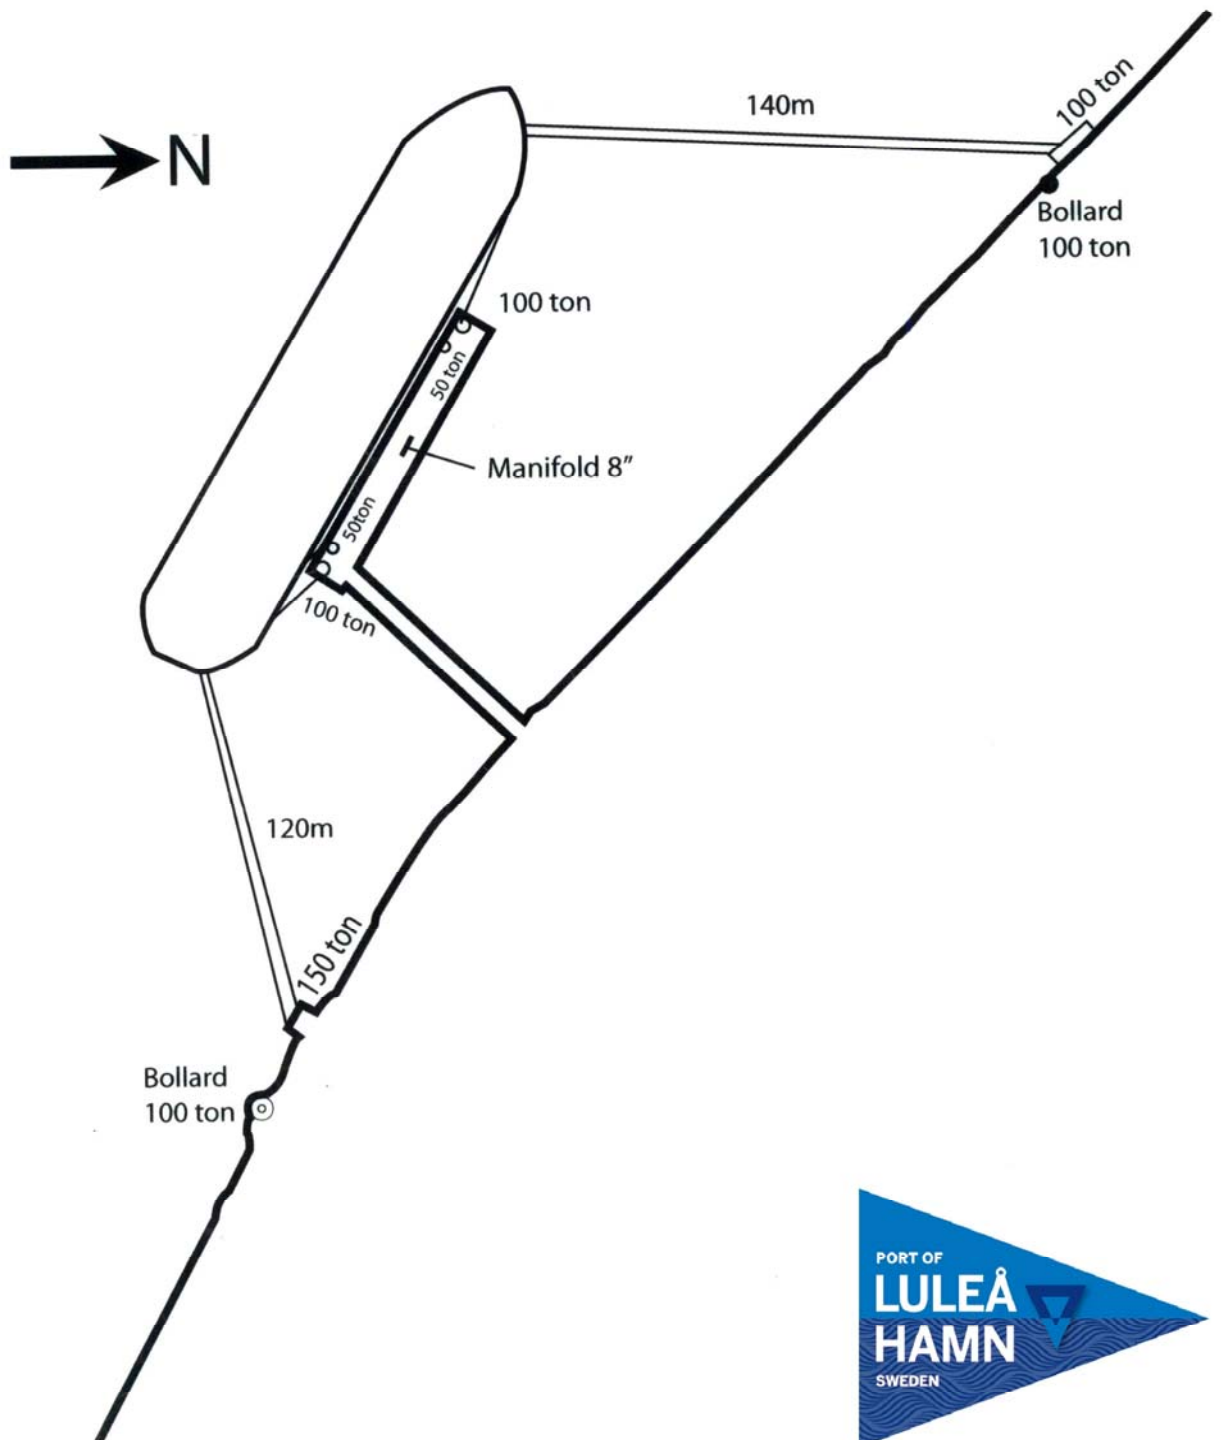 140m
100 ton
N
Bollard
100 ton
100 ton
50 ton
Manifold 8”
50ton
100 ton
120m
150 ton
Bollard
100 ton
PORT OF
LULEÅ
HAMN
SWEDEN